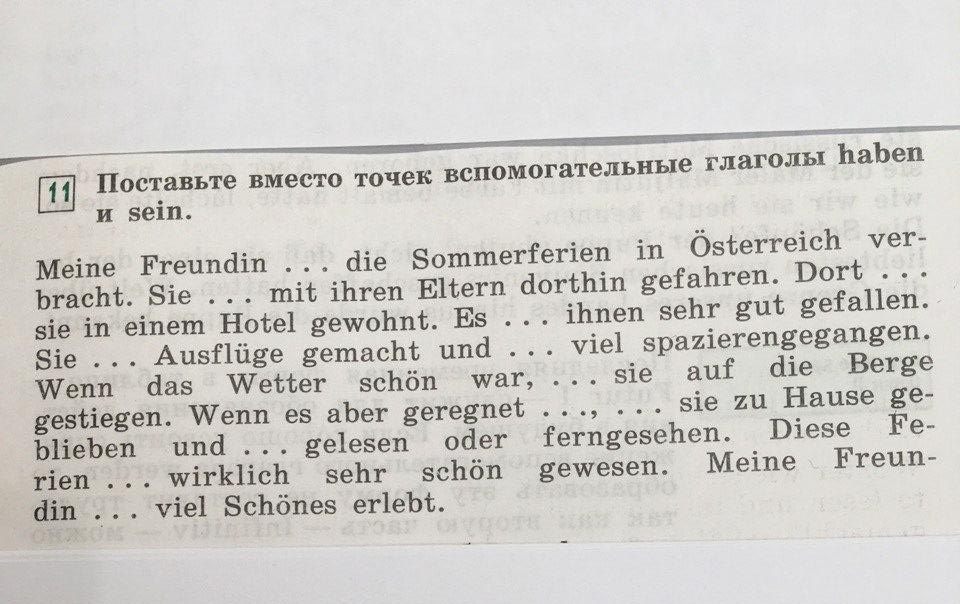 11 Поставьте вместо точек вспомогательные глаголы haben
и sein.
Meine Freundin ... die Sommerferien in Österreich ver-
bracht. Sie ... mit ihren Eltern dorthin gefahren. Dort ...
sie in einem Hotel gewohnt. Es ... ihnen sehr gut gefallen.
Sie ... Ausflüge gemacht und ... viel spazierengegangen.
Wenn das Wetter schön war, ... sie auf die Berge
gestiegen. Wenn es aber geregnet ..., ... sie zu Hause ge-
blieben und ... gelesen oder ferngesehen. Diese Fe-
rien ... wirklich sehr schön gewesen. Meine Freun-
din ... viel Schönes erlebt.